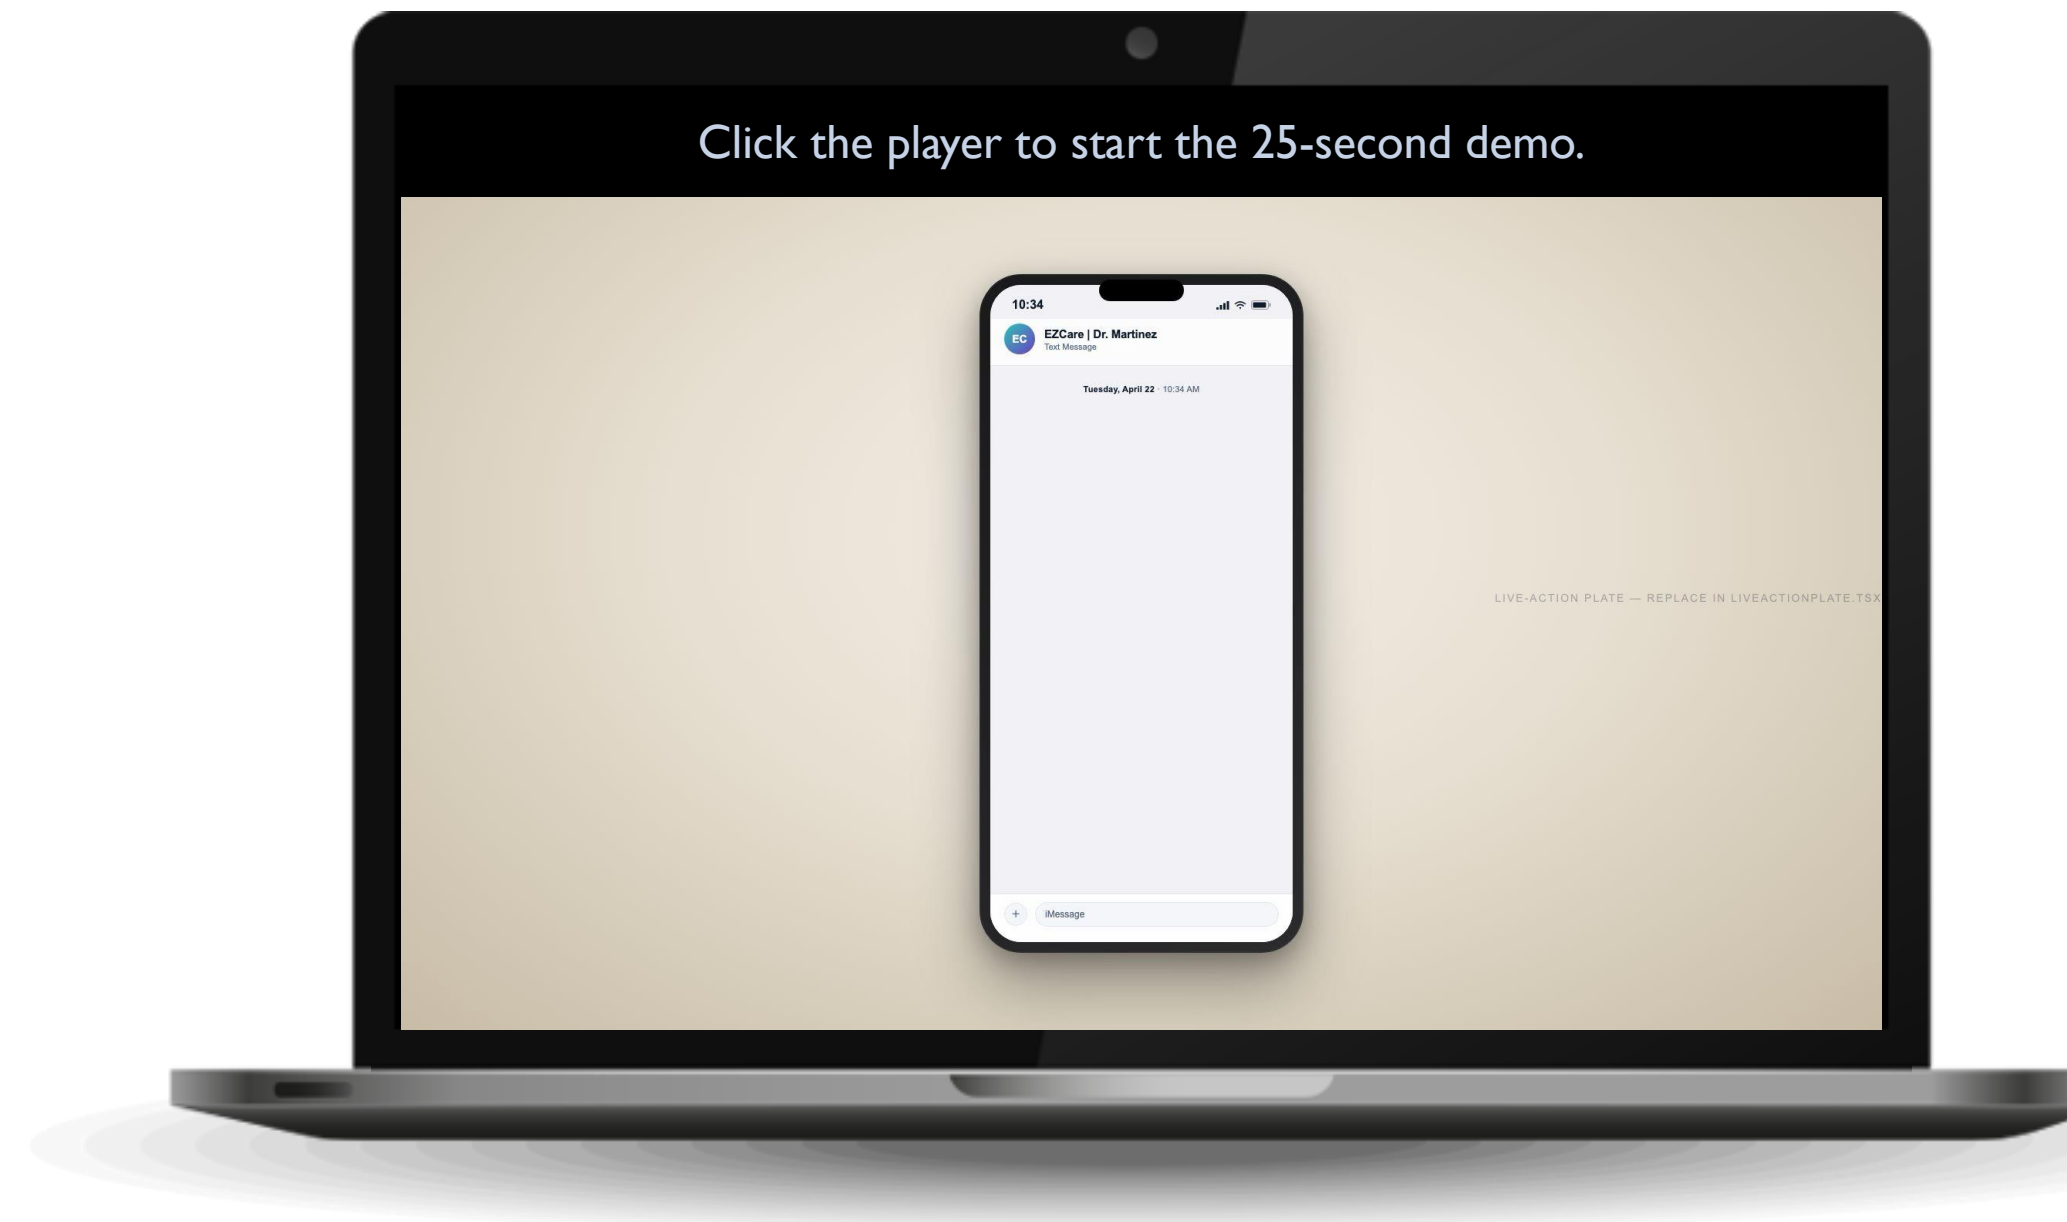 Click the player to start the 25-second demo.
10:34
EC
EZCare | Dr. Martinez
Text Message
Tuesday, April 22 · 10:34 AM
LIVE-ACTION PLATE — REPLACE IN LIVEACTIONPLATE.TSX
+
iMessage